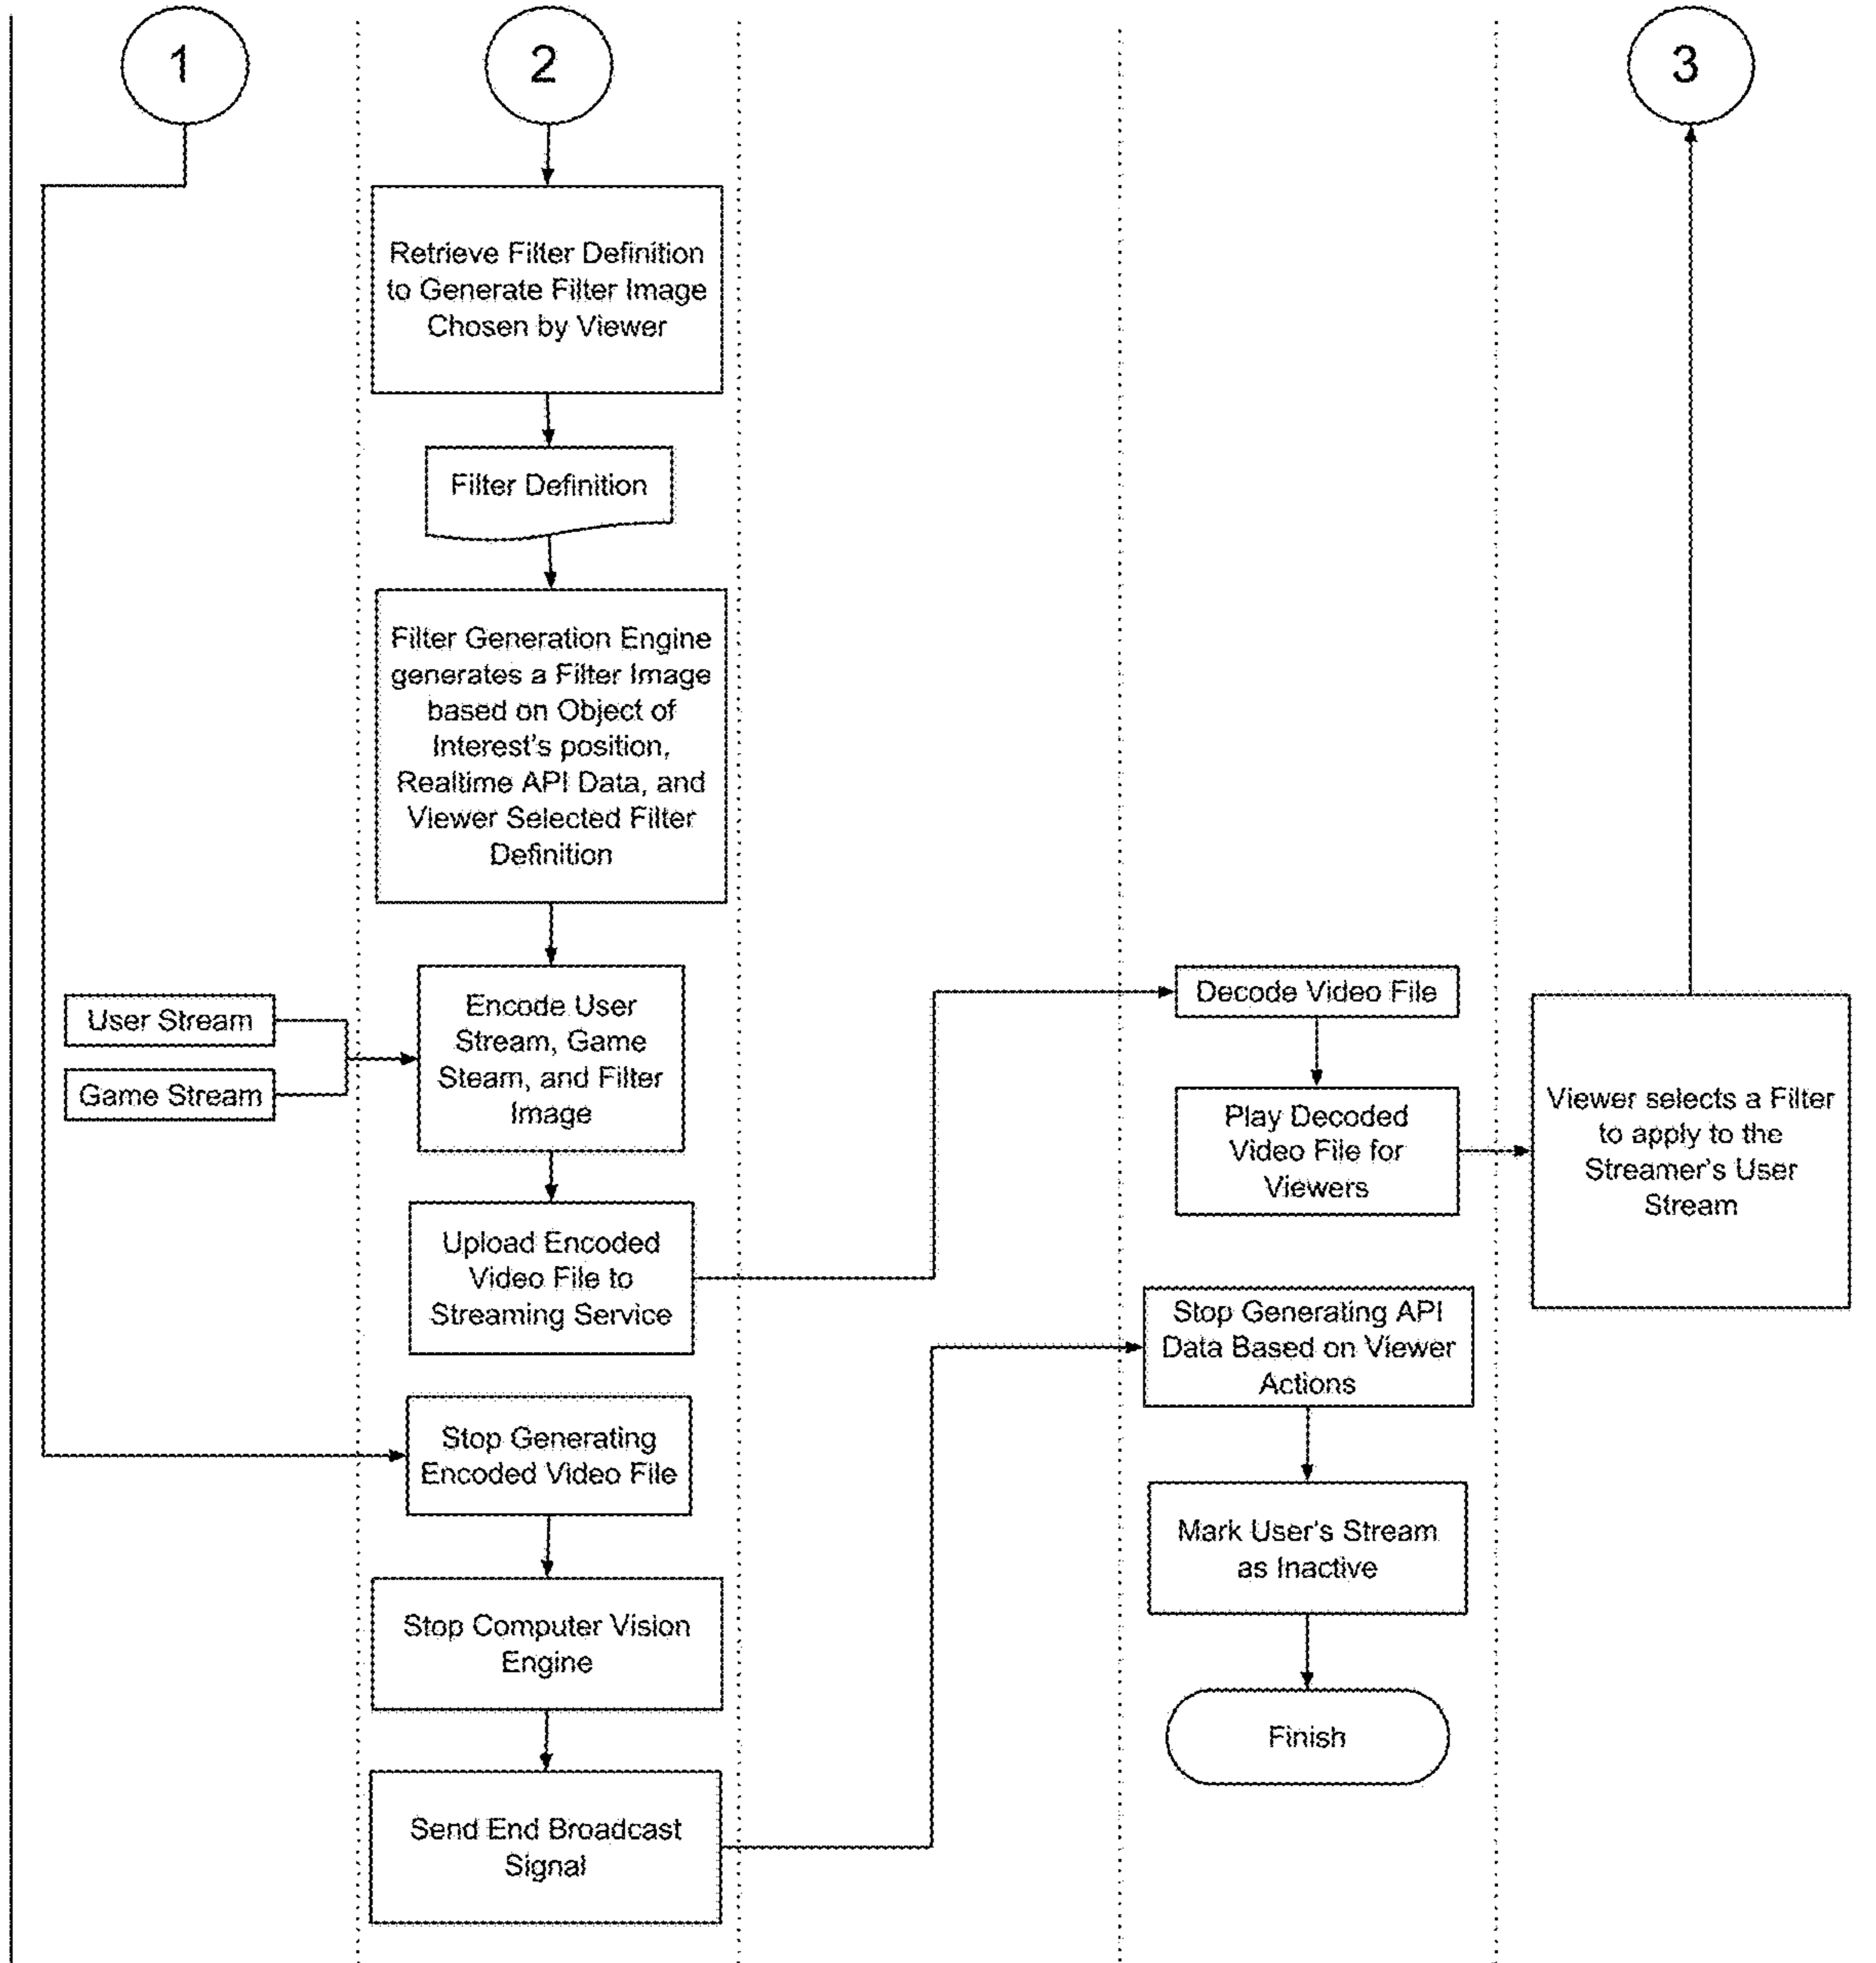 1
2
3
Retrieve Filter Definition
to Generate Filter Image
Chosen by Viewer
Filter Definition
Filter Generation Engine
generates a Filter Image
based on Object of
Interest's position,
Realtime API Data, and
Viewer Selected Filter
Definition
User Stream
Game Stream
Encode User
Stream, Game
Steam, and Filter
Image
Upload Encoded
Video File to
Streaming Service
Stop Generating
Encoded Video File
Stop Computer Vision
Engine
Send End Broadcast
Signal
Decode Video File
Play Decoded
Video File for
Viewers
Stop Generating API
Data Based on Viewer
Actions
Mark User's Stream
as Inactive
Finish
Viewer selects a Filter
to apply to the
Streamer's User
Stream